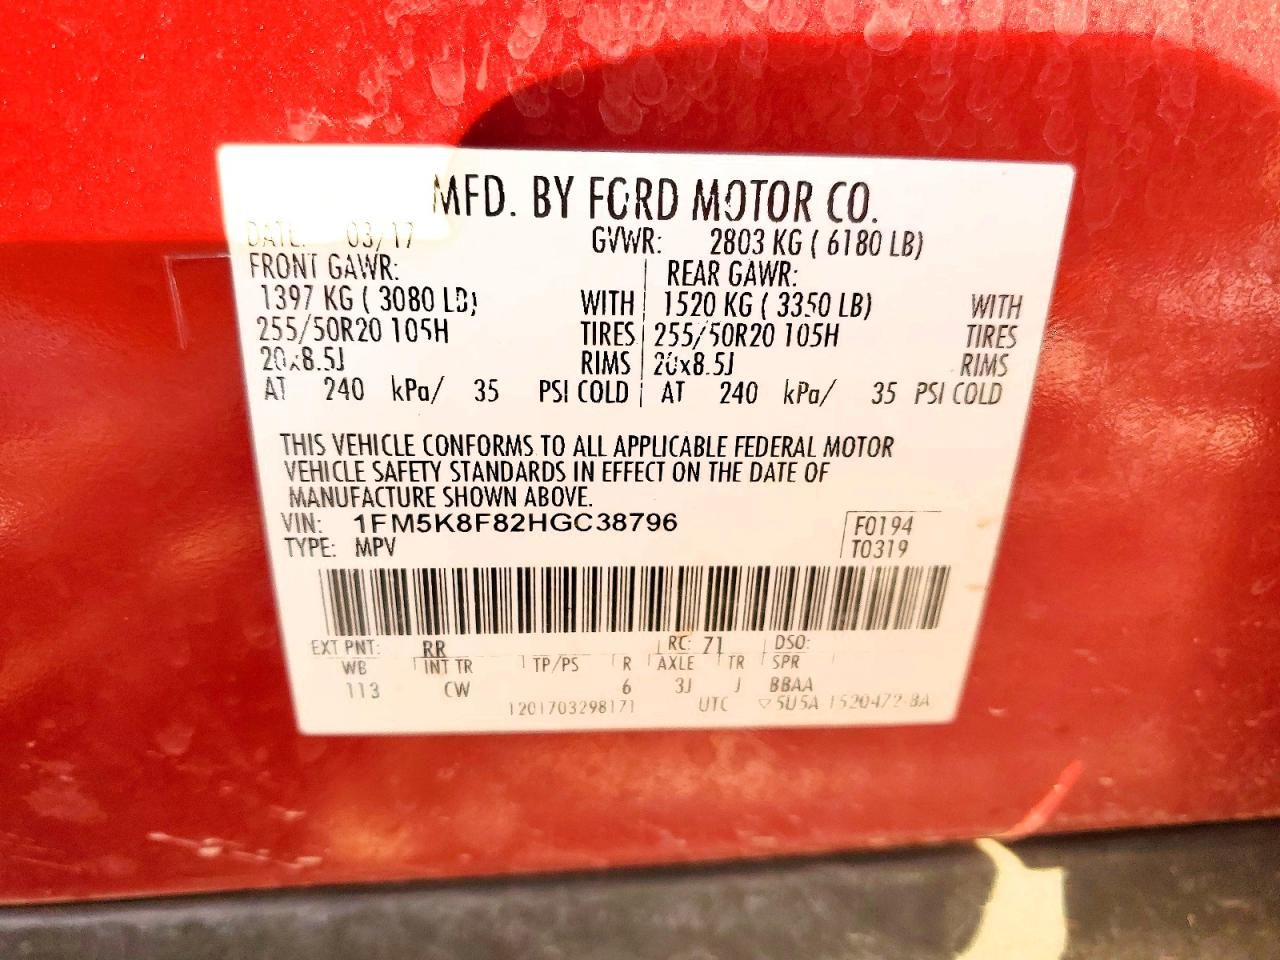 MFD. BY FORD MOTOR CO.
DATE: 03/17 GVWR: 2803 KG ( 6180 LB)
FRONT GAWR: REAR GAWR:
1397 KG ( 3080 LB) WITH 1520 KG ( 3350 LB) WITH
255/50R20 105H TIRES 255/50R20 105H TIRES
20x8.5J RIMS 20x8.5J RIMS
AT 240 kPa/ 35 PSI COLD AT 240 kPa/ 35 PSI COLD
THIS VEHICLE CONFORMS TO ALL APPLICABLE FEDERAL MOTOR
VEHICLE SAFETY STANDARDS IN EFFECT ON THE DATE OF
MANUFACTURE SHOWN ABOVE.
VIN: 1FM5K8F82HGC38796 F0194
TYPE: MPV T0319
EXT PNT: RR RC: 71 DSO:
WB INT TR TP/PS R AXLE TR SPR
113 CW 6 3J J BBAA
1201703298171 UTC ▽5U5A 1520472-BA